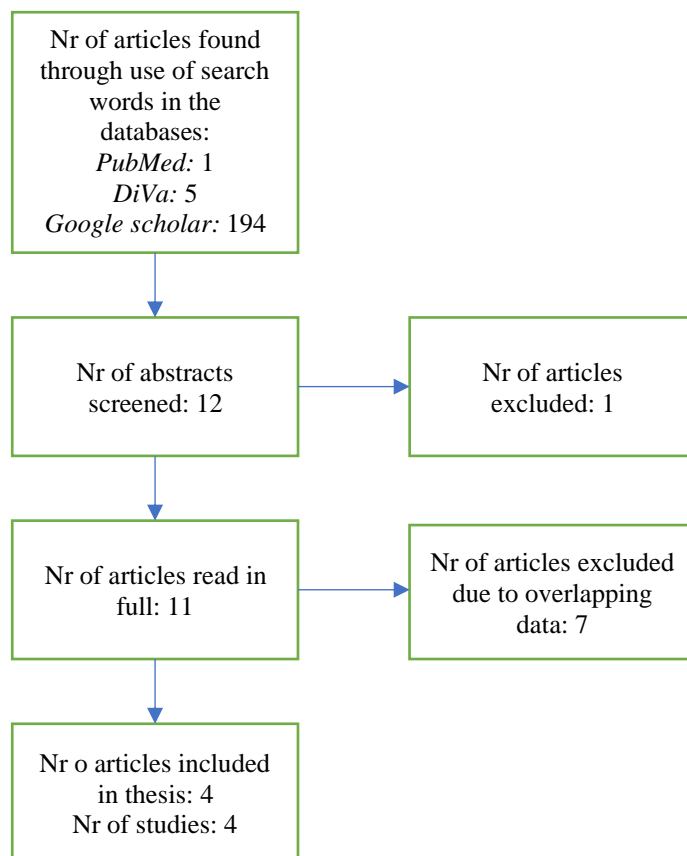 Nr of articles found
through use of search
words in the
databases:
PubMed: 1
DiVa: 5
Google scholar: 194
Nr of abstracts
screened: 12
Nr of articles
excluded: 1
Nr of articles read in
full: 11
Nr of articles excluded
due to overlapping
data: 7
Nr o articles included
in thesis: 4
Nr of studies: 4